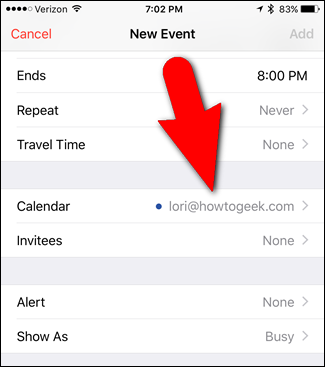 Verizon 7:02 PM 83%
Cancel New Event Add
Ends 8:00 PM
Repeat Never
Travel Time None
Calendar lori@howtogeek.com
Invitees None
Alert None
Show As Busy